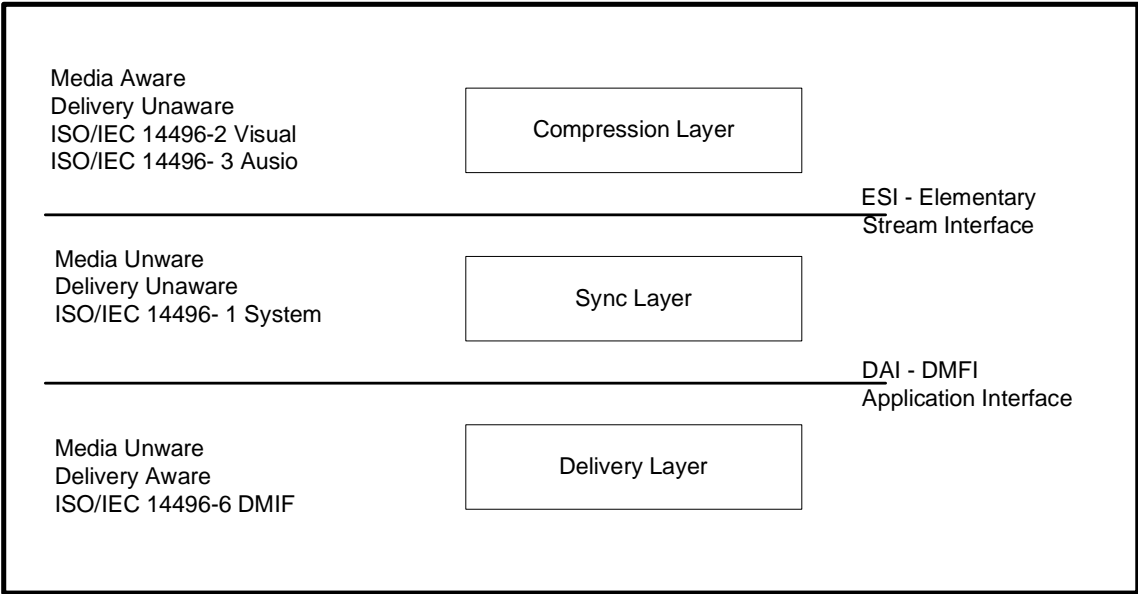 Media Aware
Delivery Unaware
ISO/IEC 14496-2 Visual
ISO/IEC 14496- 3 Ausio
Compression Layer
ESI - Elementary
Stream Interface
Media Unware
Delivery Unaware
ISO/IEC 14496- 1 System
Sync Layer
DAI - DMFI
Application Interface
Media Unware
Delivery Aware
ISO/IEC 14496-6 DMIF
Delivery Layer